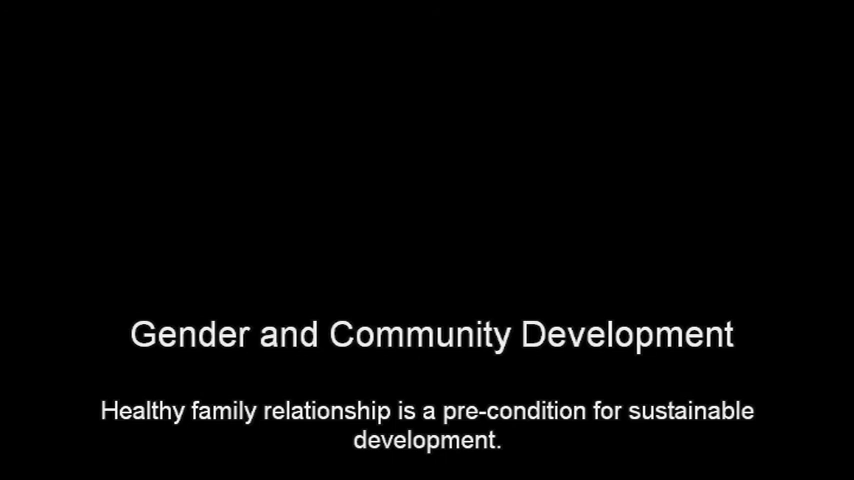 Gender and Community Development
Healthy family relationship is a pre-condition for sustainable
development.